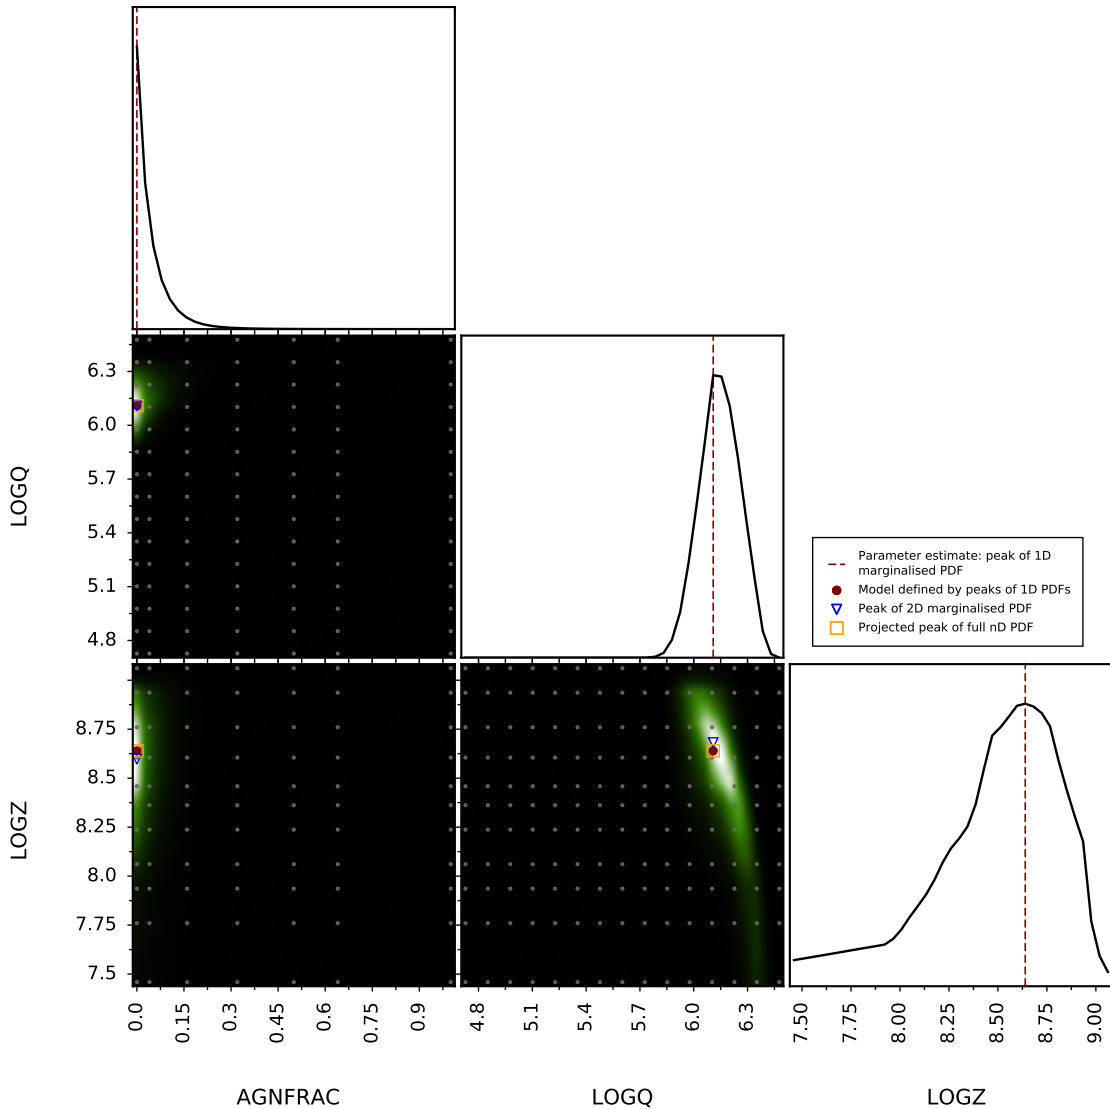 6.3
6.0
5.7
5.4
5.1
4.8
LOGQ
Parameter estimate: peak of 1D
marginalised PDF
Model defined by peaks of 1D PDFs
Peak of 2D marginalised PDF
Projected peak of full nD PDF
8.75
8.5
8.25
8.0
7.75
7.5
LOGZ
0.0 0.15 0.3 0.45 0.6 0.75 0.9
4.8 5.1 5.4 5.7 6.0 6.3
7.50 7.75 8.00 8.25 8.50 8.75 9.00
AGNFRAC
LOGQ
LOGZ